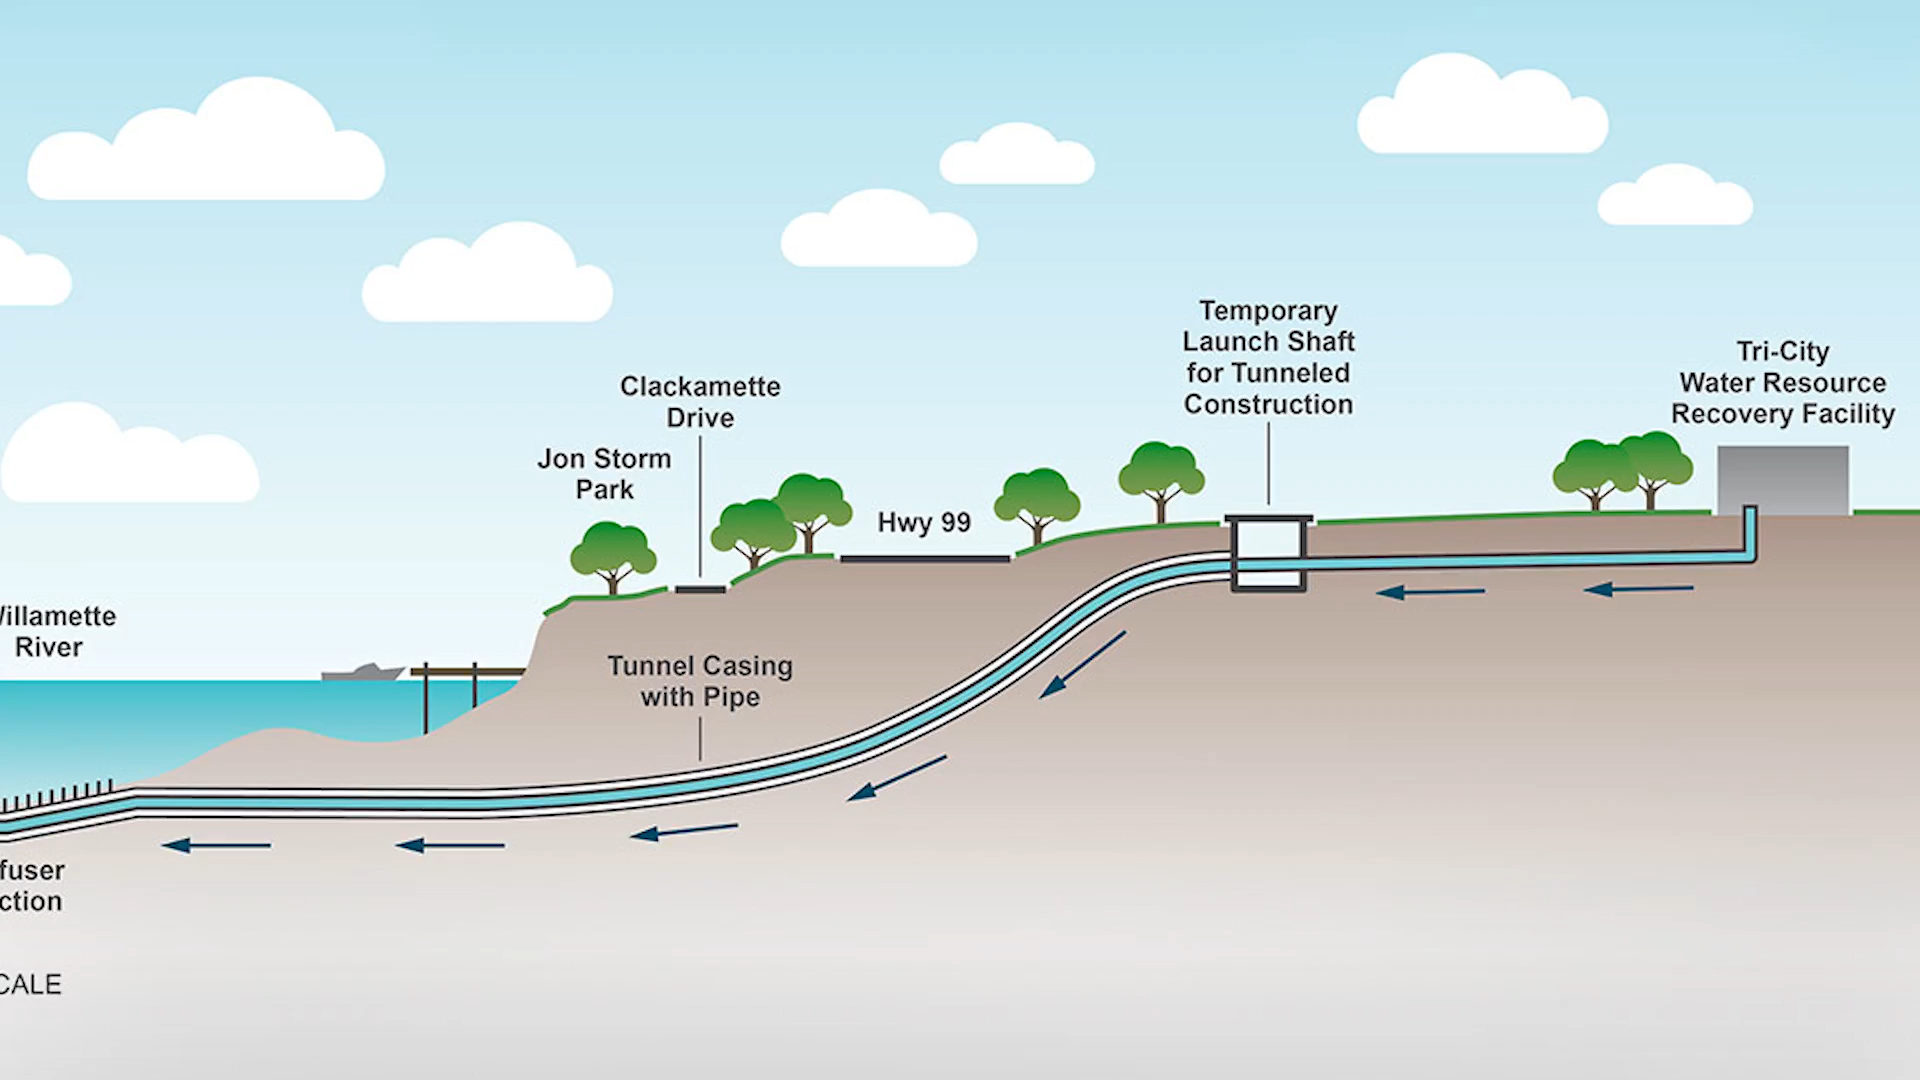 Temporary
Launch Shaft
for Tunneled
Construction
Tri-City
Water Resource
Recovery Facility
Clackamette
Drive
Jon Storm
Park
Hwy 99
illamette
River
Tunnel Casing
with Pipe
fuser
ction
CALE